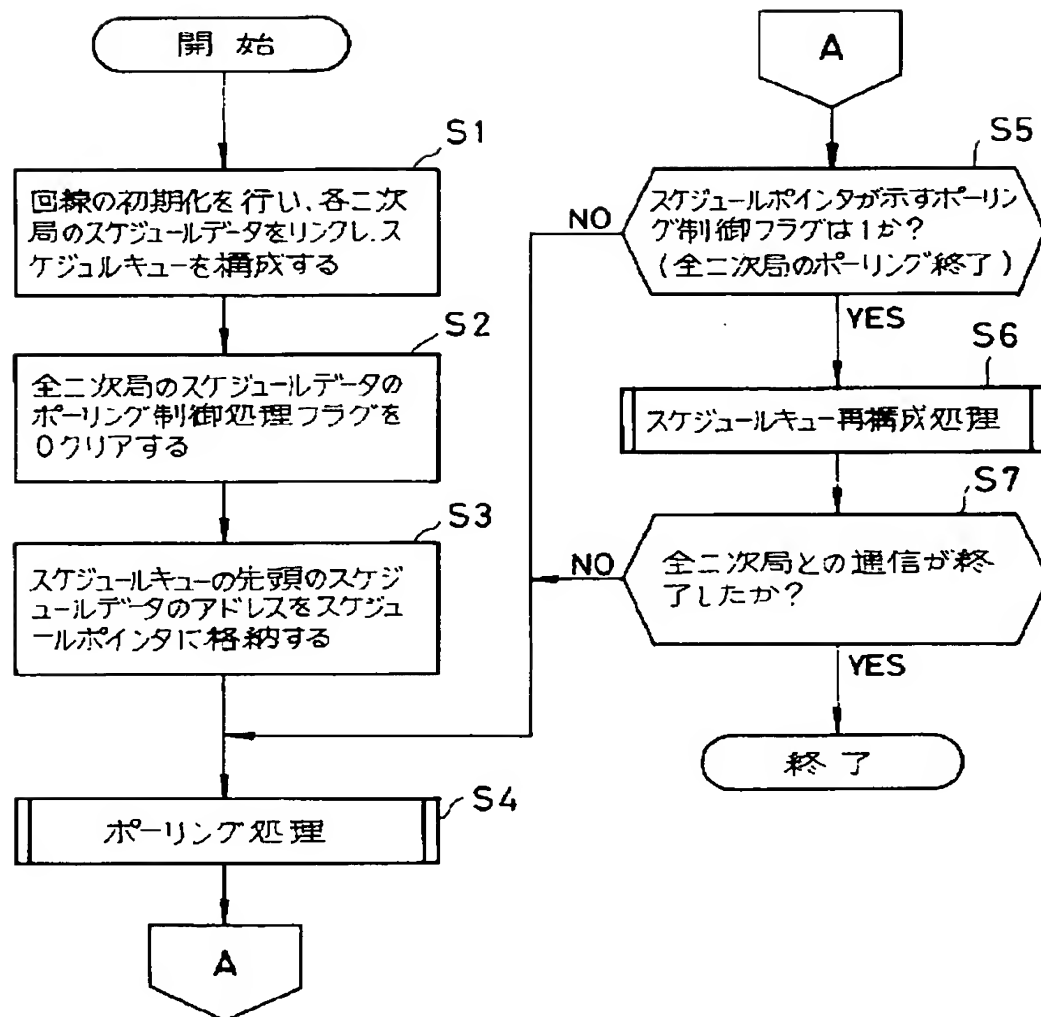 開始
S1
回線の初期化を行い、各二次
局のスケジュールデータをリンクし、ス
ケジュルキューを構成する
S2
全二次局のスケジュールデータの
ポーリング制御処理フラグを
0クリアする
S3
スケジュールキューの先頭のスケジ
ュールデータのアドレスをスケジュ
ールポインタに格納する
S4
ポーリング処理
A
A
S5
スケジュールポインタが示すポーリン
グ制御フラグは1か?
(全二次局のポーリング終了)
NO
YES
S6
スケジュールキュー再構成処理
S7
全二次局との通信が終
了したか?
NO
YES
終了